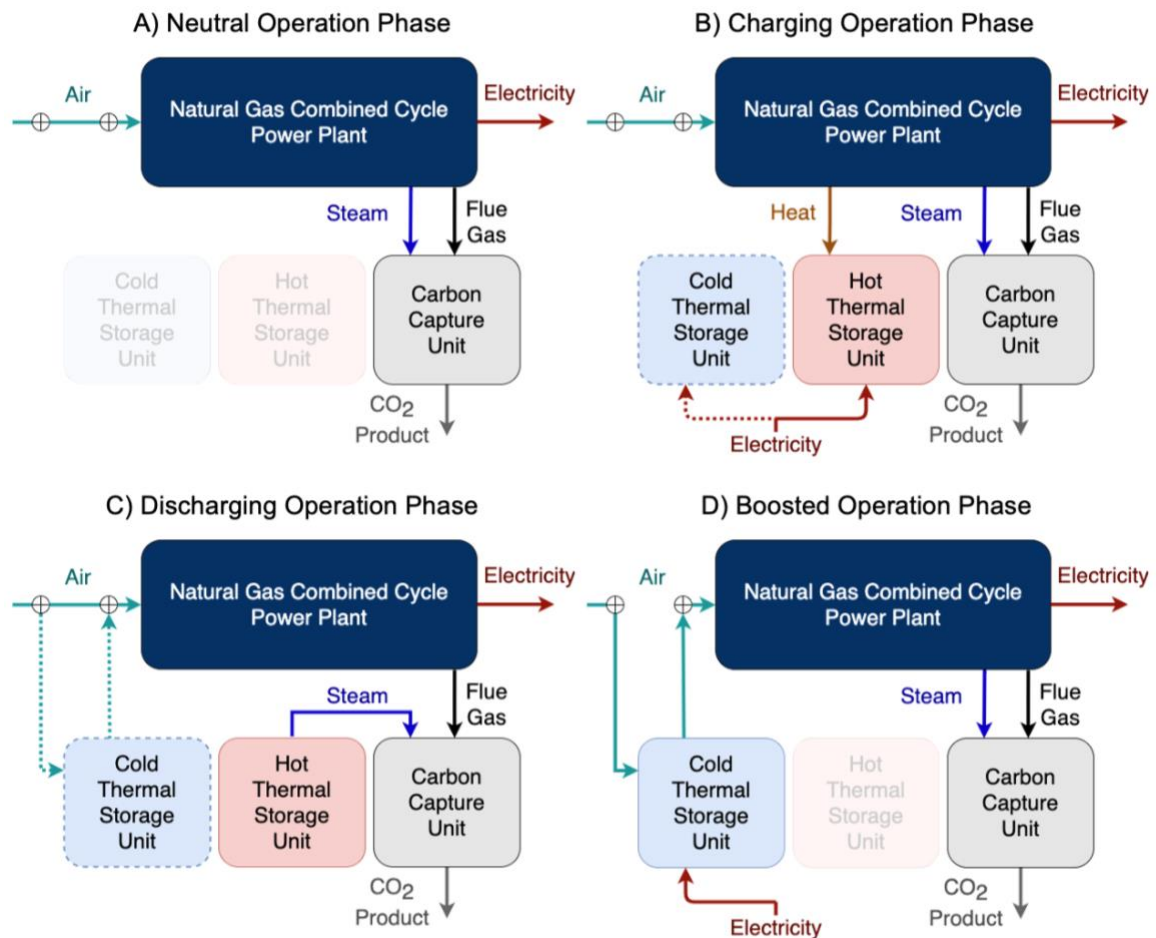 A) Neutral Operation Phase
Air
Natural Gas Combined Cycle
Power Plant
Electricity
Steam
Flue
Gas
Cold
Thermal
Storage
Unit
Hot
Thermal
Storage
Unit
Carbon
Capture
Unit
CO2
Product
B) Charging Operation Phase
Air
Natural Gas Combined Cycle
Power Plant
Electricity
Heat
Steam
Flue
Gas
Cold
Thermal
Storage
Unit
Hot
Thermal
Storage
Unit
Carbon
Capture
Unit
CO2
Product
Electricity
C) Discharging Operation Phase
Air
Natural Gas Combined Cycle
Power Plant
Electricity
Steam
Flue
Gas
Cold
Thermal
Storage
Unit
Hot
Thermal
Storage
Unit
Carbon
Capture
Unit
CO2
Product
D) Boosted Operation Phase
Air
Natural Gas Combined Cycle
Power Plant
Electricity
Steam
Flue
Gas
Cold
Thermal
Storage
Unit
Hot
Thermal
Storage
Unit
Carbon
Capture
Unit
CO2
Product
Electricity